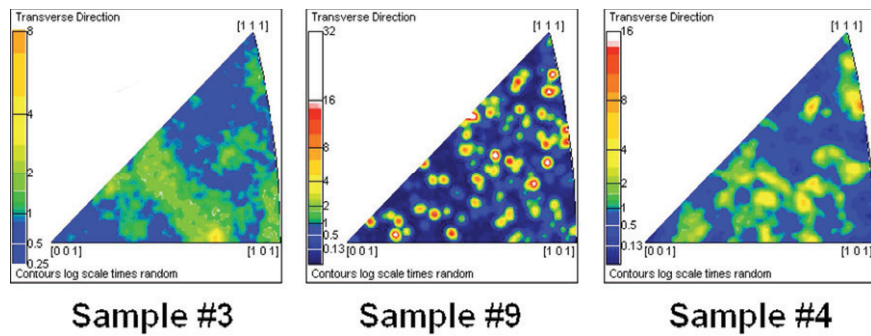 Transverse Direction
8
4
2
1
0.5
0.25
[1 1 1]
[0 0 1]
[1 0 1]
Contours log scale times random
Sample #3
Transverse Direction
32
16
8
4
2
1
0.5
0.13
[1 1 1]
[0 0 1]
[1 0 1]
Contours log scale times random
Sample #9
Transverse Direction
16
8
4
2
1
0.5
0.13
[1 1 1]
[0 0 1]
[1 0 1]
Contours log scale times random
Sample #4